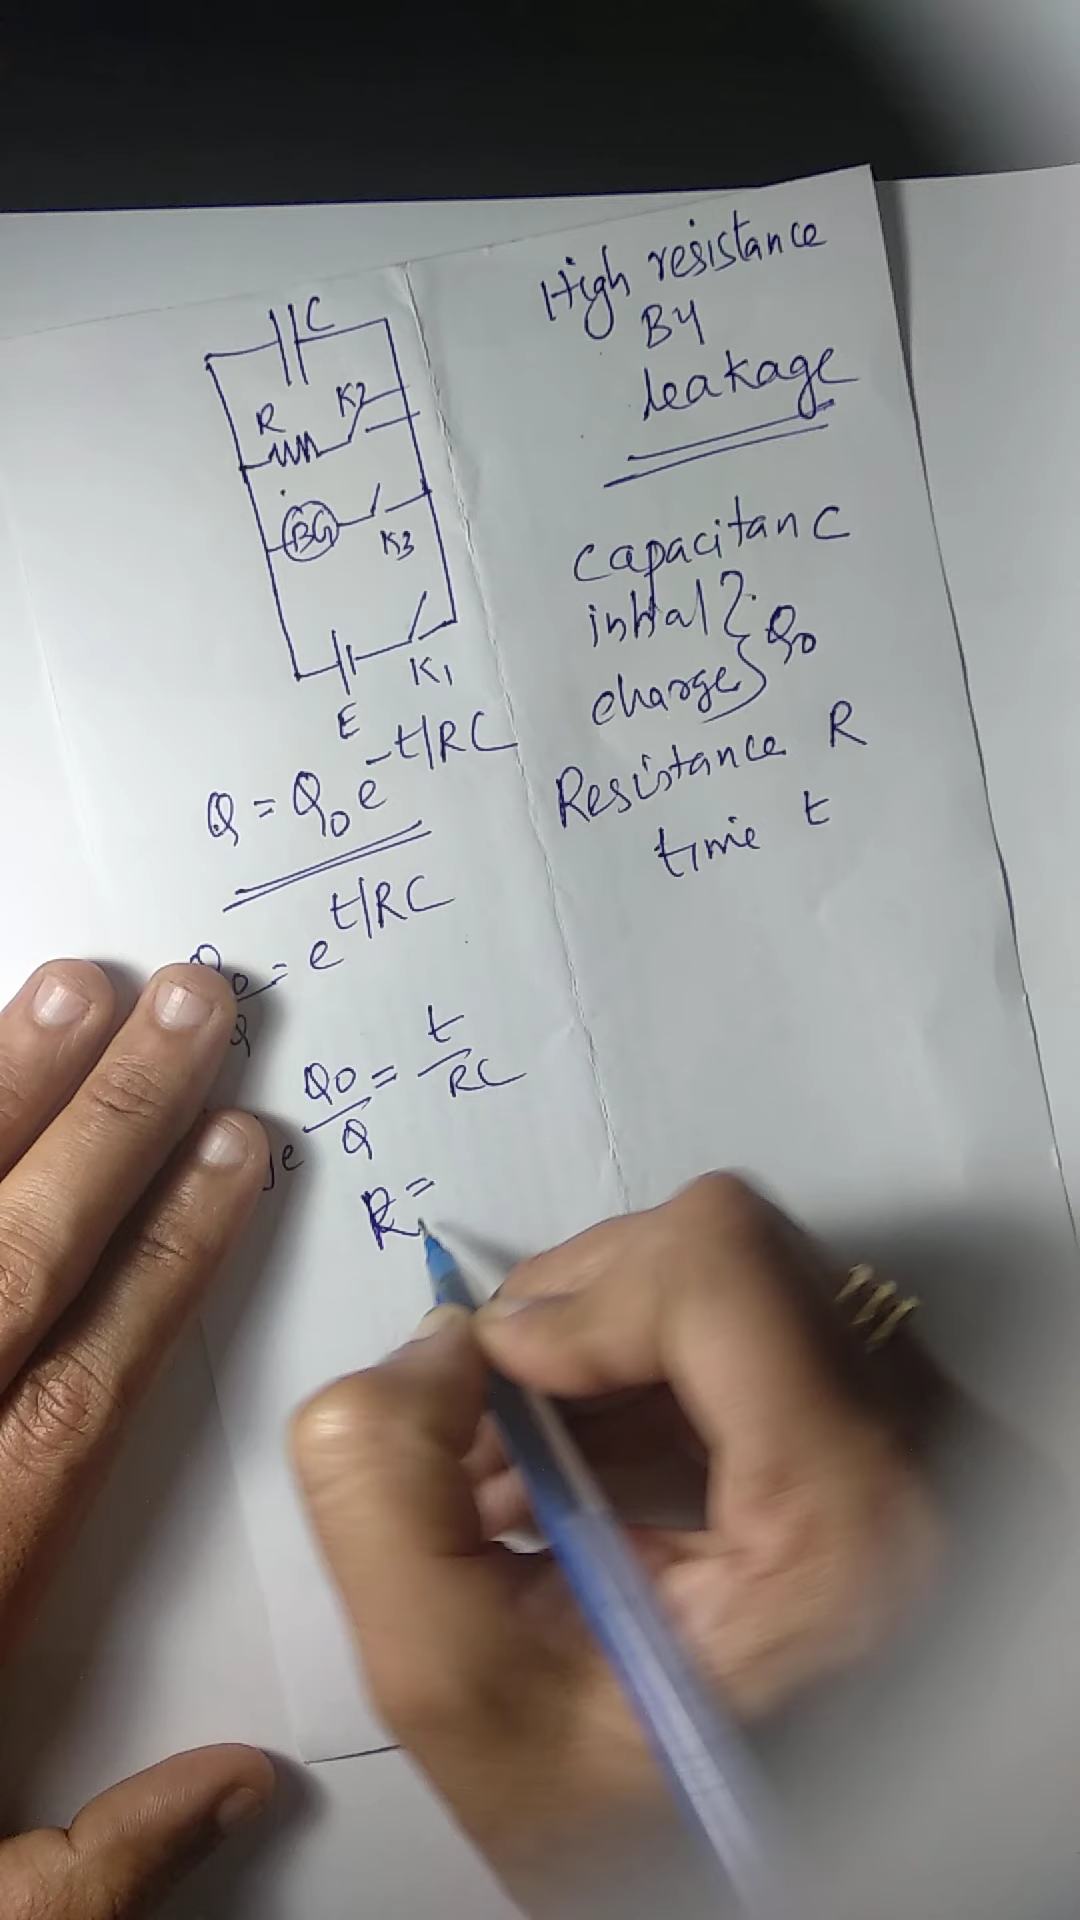 High resistance
By
leakage
C
R
K2
BG
K3
K1
E
Capacitan C
inital } Q0
charge
Resistance R
time t
Q = Q0 e -t/RC
Q0/Q = e t/RC
e Q0/Q = t/RC
R =